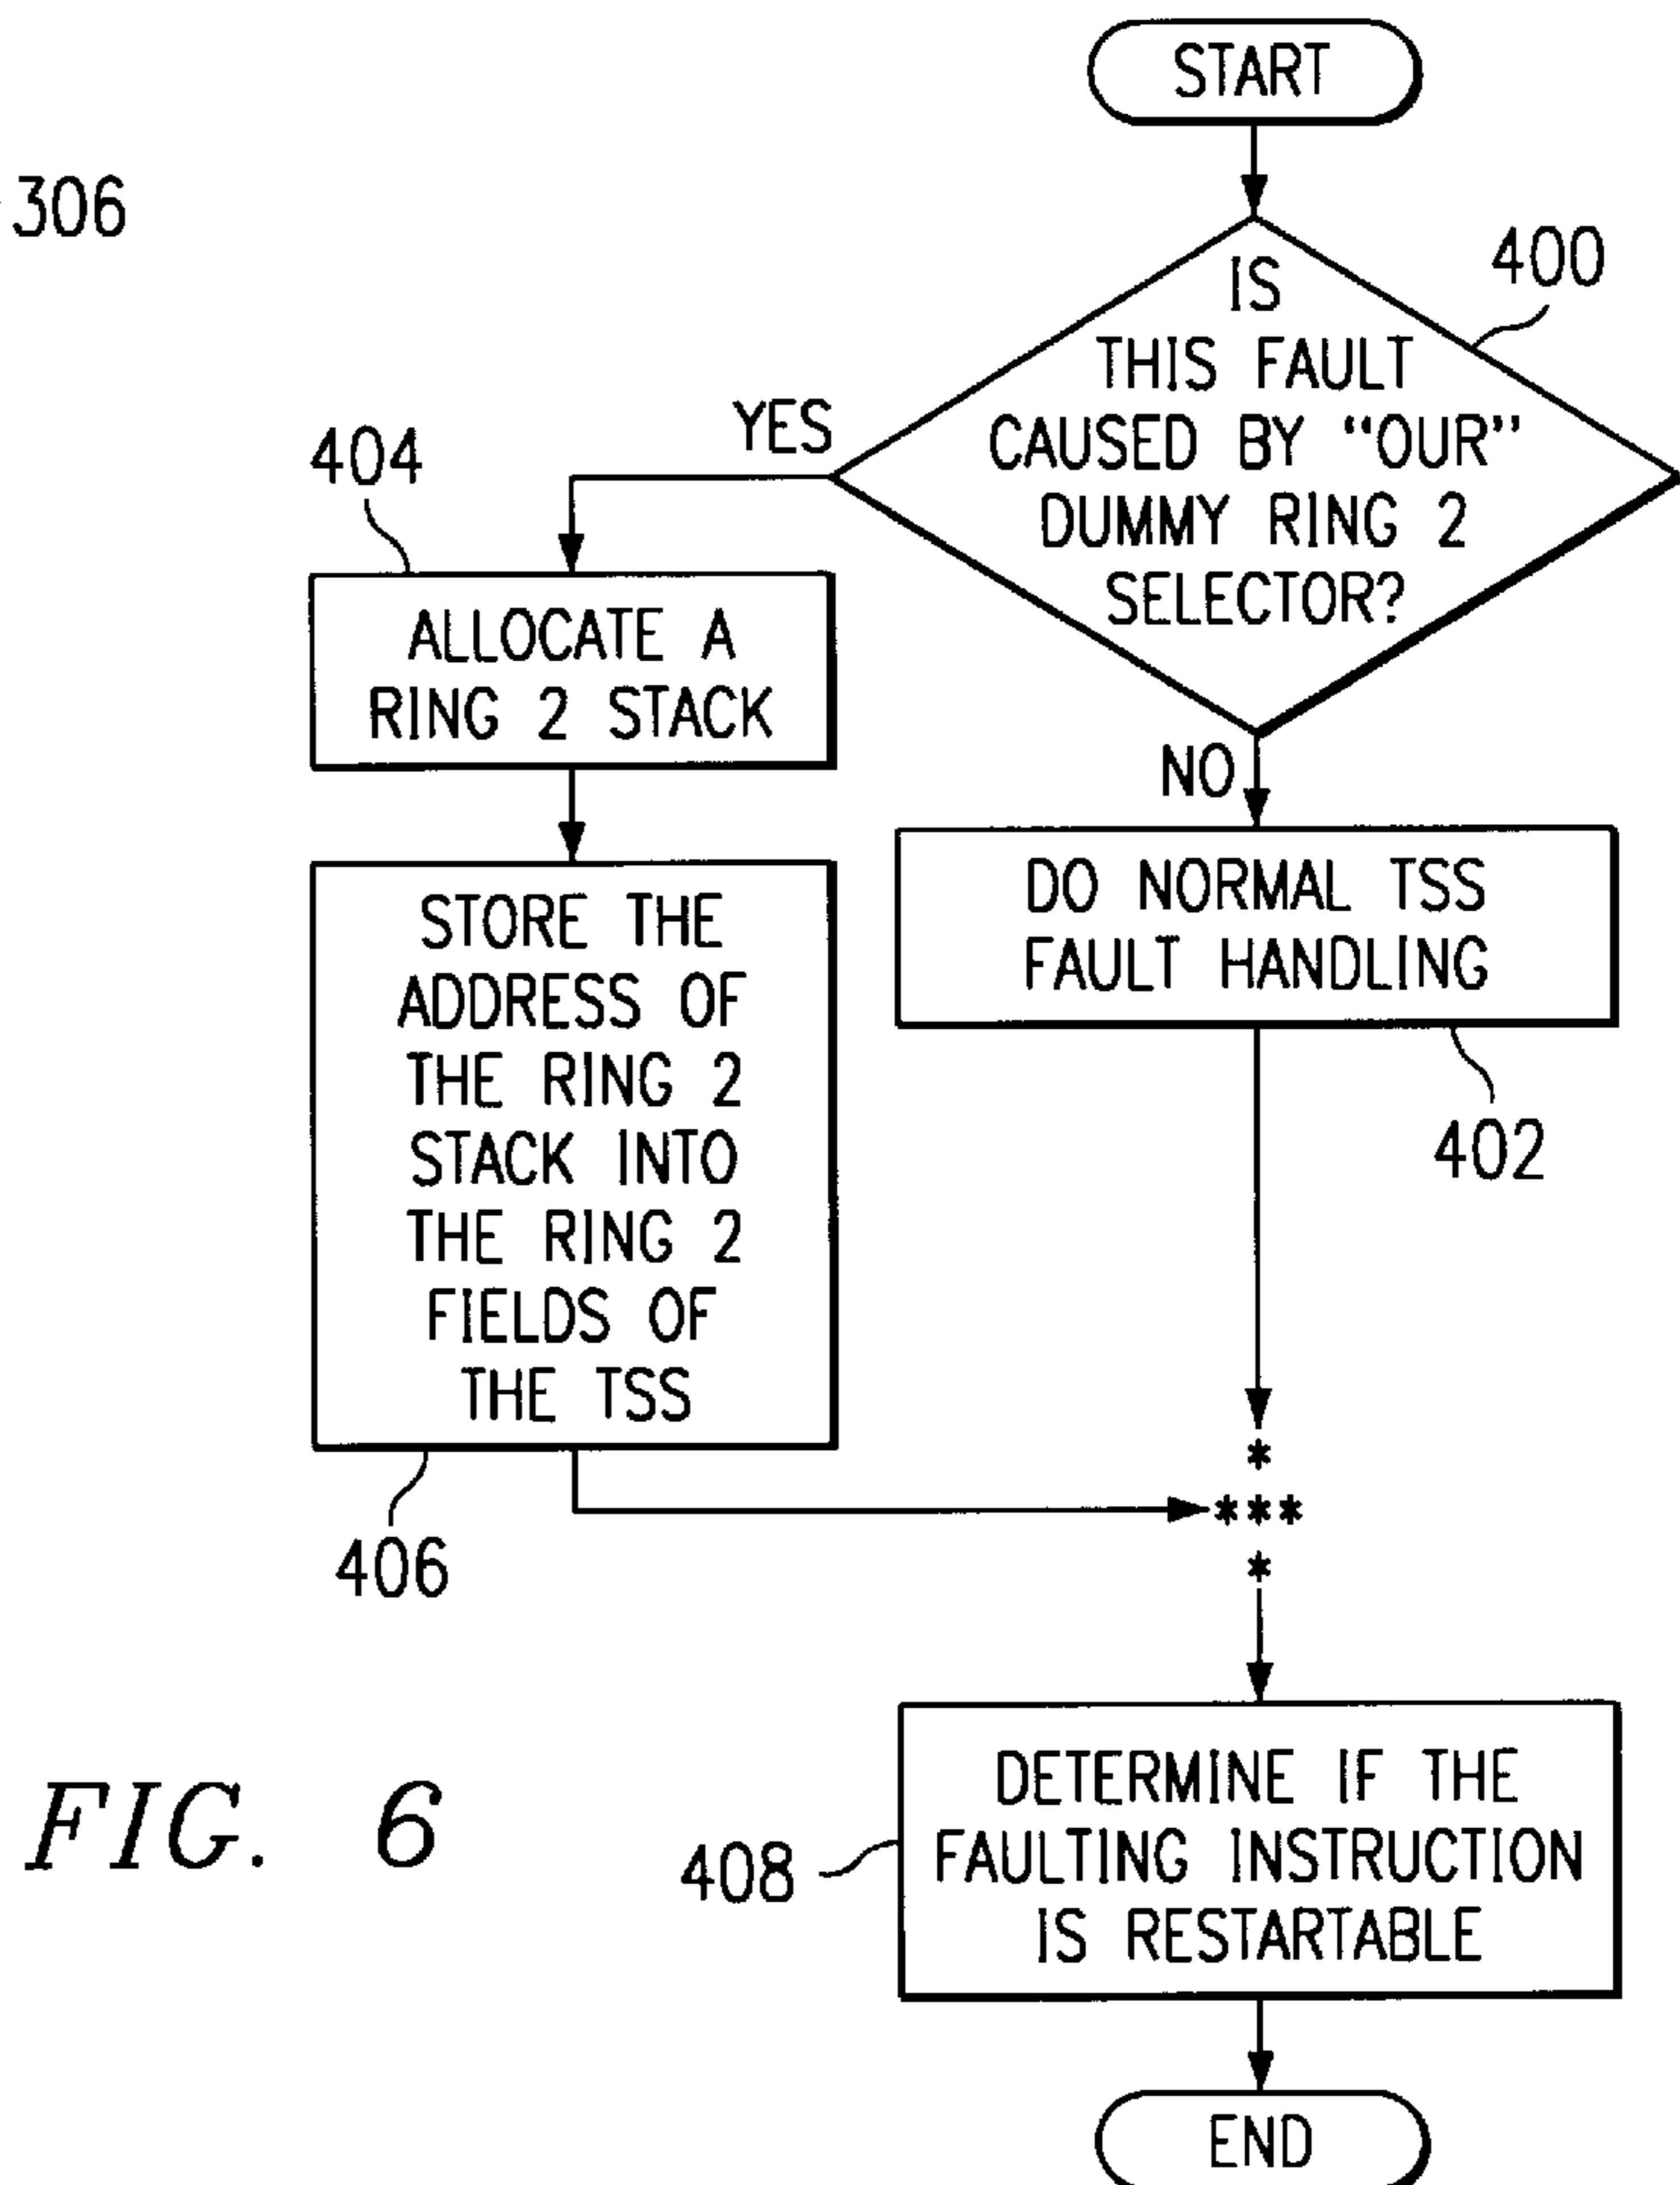 START
306
400
IS
THIS FAULT
CAUSED BY “OUR”
DUMMY RING 2
SELECTOR?
YES
404
ALLOCATE A
RING 2 STACK
NO
DO NORMAL TSS
FAULT HANDLING
402
STORE THE
ADDRESS OF
THE RING 2
STACK INTO
THE RING 2
FIELDS OF
THE TSS
406
*
***
*
DETERMINE IF THE
FAULTING INSTRUCTION
IS RESTARTABLE
408
END
FIG. 6